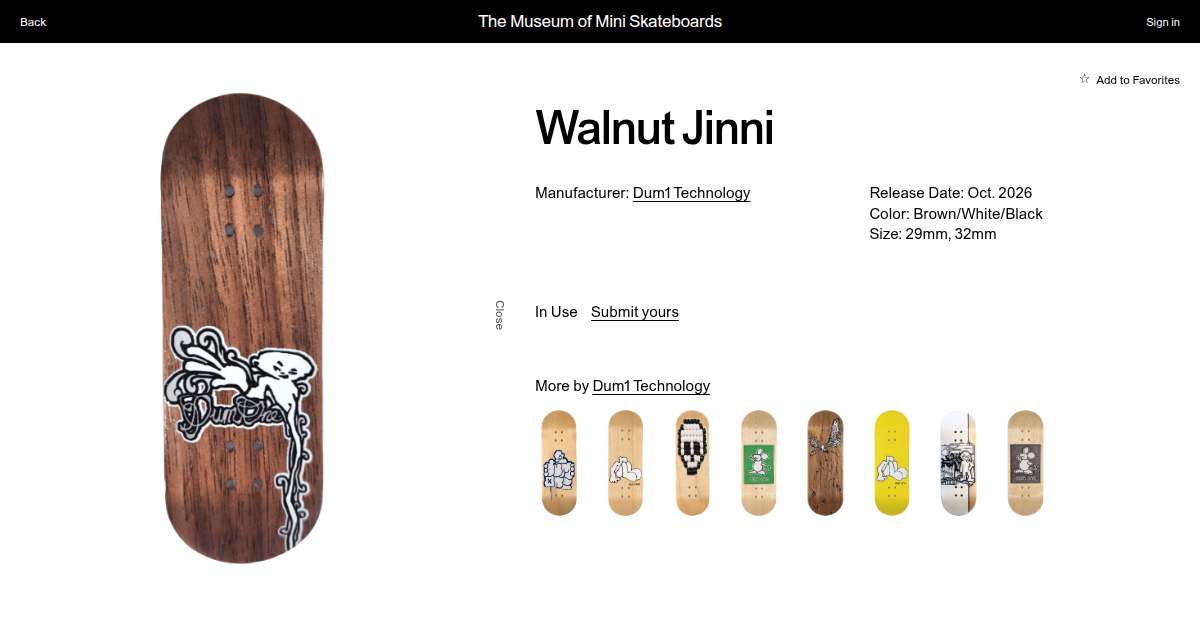 Back
The Museum of Mini Skateboards
Sign in
☆ Add to Favorites
Walnut Jinni
Manufacturer: Dum1 Technology
Release Date: Oct. 2026
Color: Brown/White/Black
Size: 29mm, 32mm
Close
In Use Submit yours
More by Dum1 Technology
DumOne